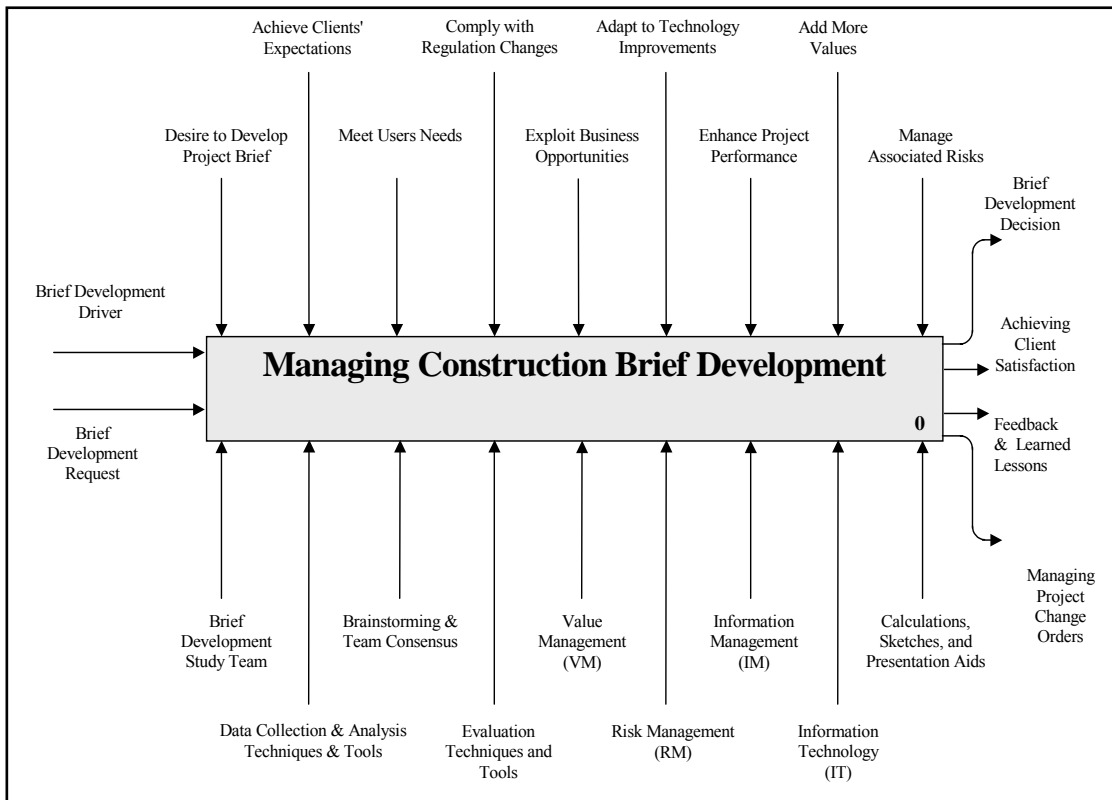 Achieve Clients'
Expectations
Comply with
Regulation Changes
Adapt to Technology
Improvements
Add More
Values
Desire to Develop
Project Brief
Meet Users Needs
Exploit Business
Opportunities
Enhance Project
Performance
Manage
Associated Risks
Brief
Development
Decision
Brief Development
Driver
Managing Construction Brief Development
0
Achieving
Client
Satisfaction
Brief
Development
Request
Feedback
& Learned
Lessons
Managing
Project
Change
Orders
Brief
Development
Study Team
Brainstorming &
Team Consensus
Value
Management
(VM)
Information
Management
(IM)
Calculations,
Sketches, and
Presentation Aids
Data Collection & Analysis
Techniques & Tools
Evaluation
Techniques and
Tools
Risk Management
(RM)
Information
Technology
(IT)